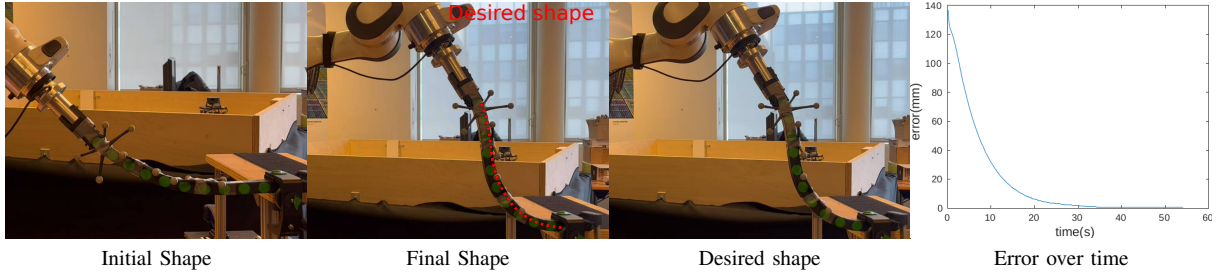 Desired shape
140
120
100
80
60
40
20
0
error(mm)
0 10 20 30 40 50 60
time(s)
Initial Shape
Final Shape
Desired shape
Error over time